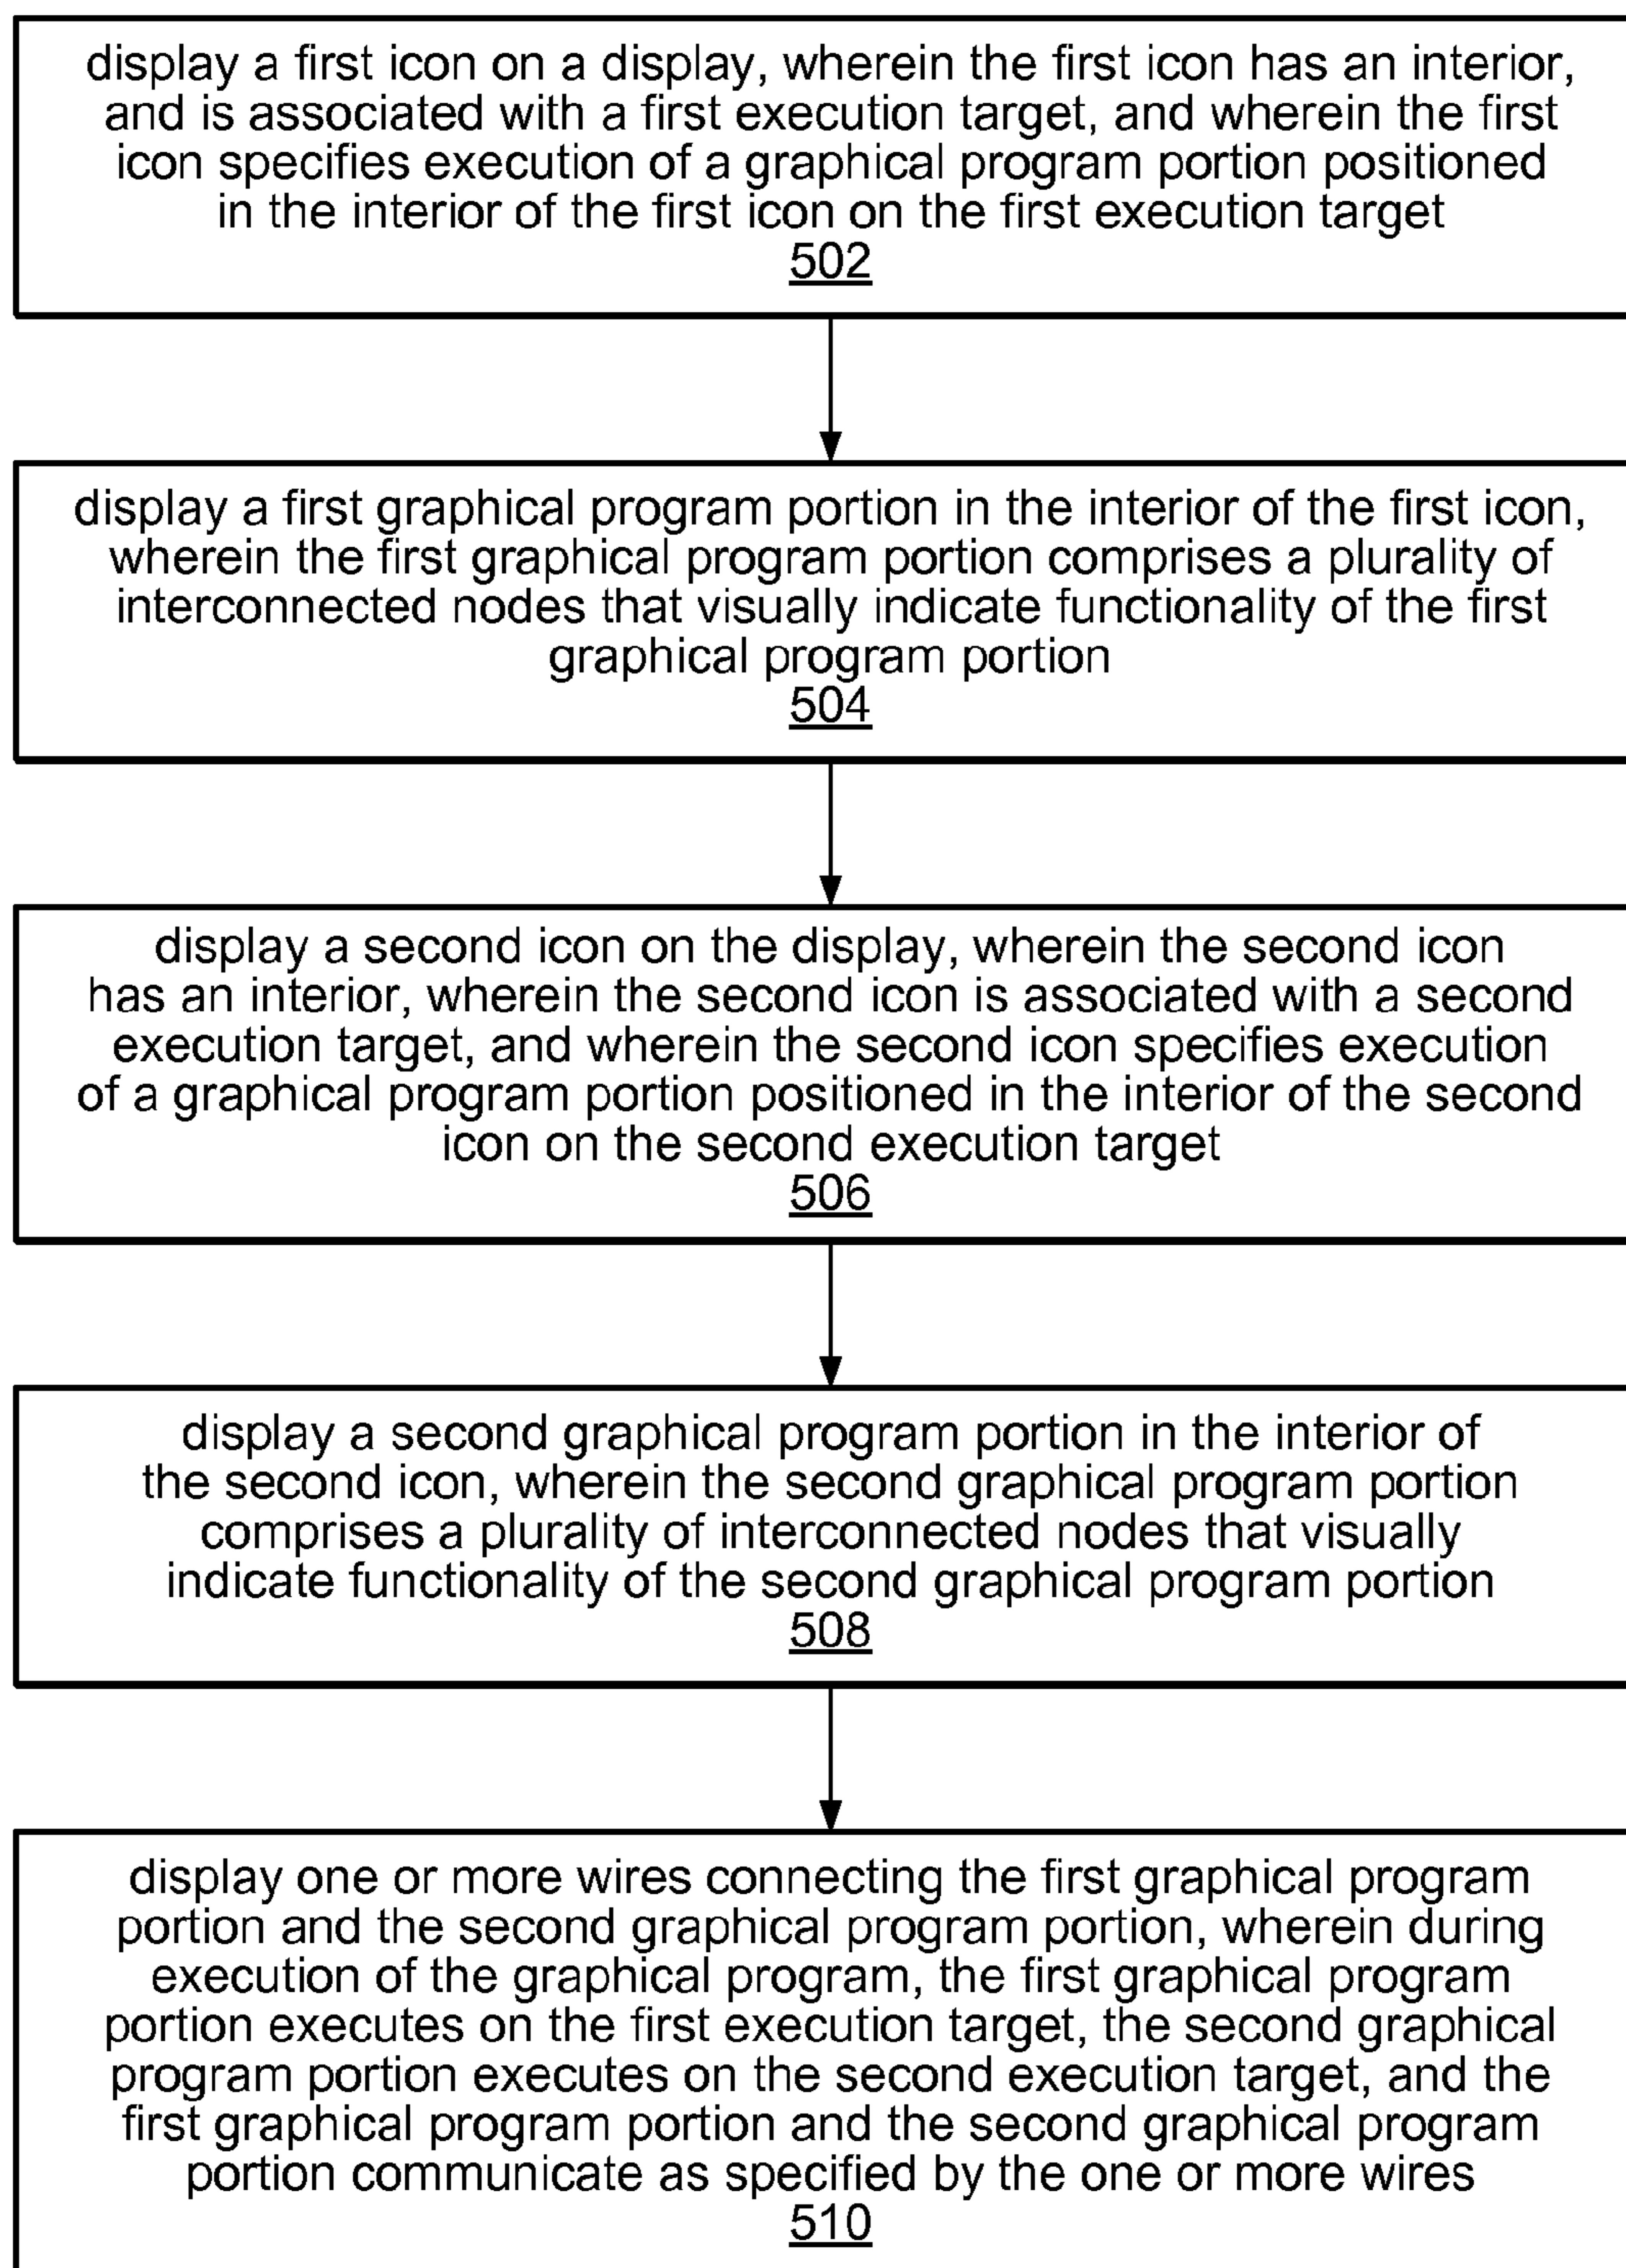 display a first icon on a display, wherein the first icon has an interior,
and is associated with a first execution target, and wherein the first
icon specifies execution of a graphical program portion positioned
in the interior of the first icon on the first execution target
502
display a first graphical program portion in the interior of the first icon,
wherein the first graphical program portion comprises a plurality of
interconnected nodes that visually indicate functionality of the first
graphical program portion
504
display a second icon on the display, wherein the second icon
has an interior, wherein the second icon is associated with a second
execution target, and wherein the second icon specifies execution
of a graphical program portion positioned in the interior of the second
icon on the second execution target
506
display a second graphical program portion in the interior of
the second icon, wherein the second graphical program portion
comprises a plurality of interconnected nodes that visually
indicate functionality of the second graphical program portion
508
display one or more wires connecting the first graphical program
portion and the second graphical program portion, wherein during
execution of the graphical program, the first graphical program
portion executes on the first execution target, the second graphical
program portion executes on the second execution target, and the
first graphical program portion and the second graphical program
portion communicate as specified by the one or more wires
510